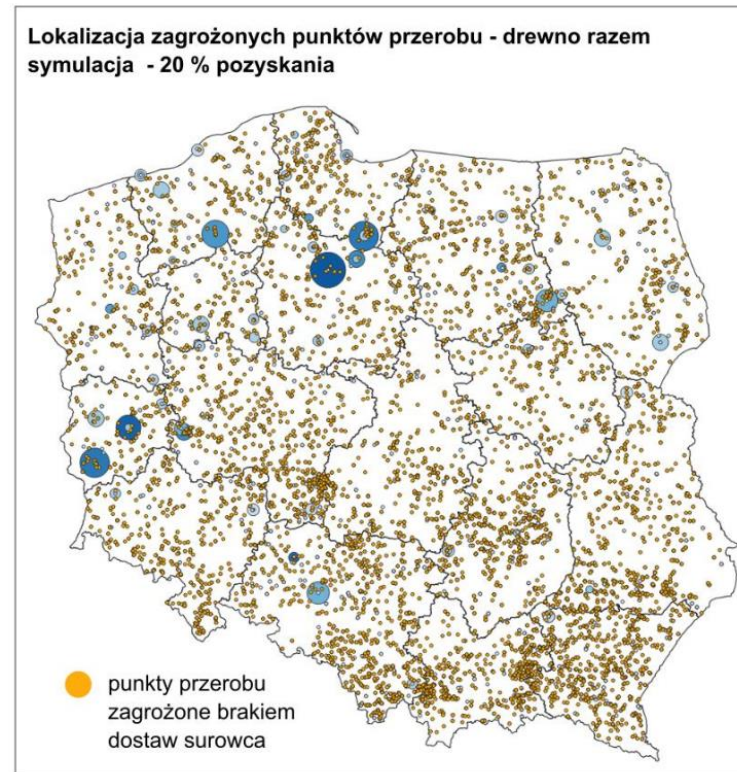 Lokalizacja zagrożonych punktów przerobu - drewno razem
symulacja - 20 % pozyskania
punkty przerobu
zagrożone brakiem
dostaw surowca